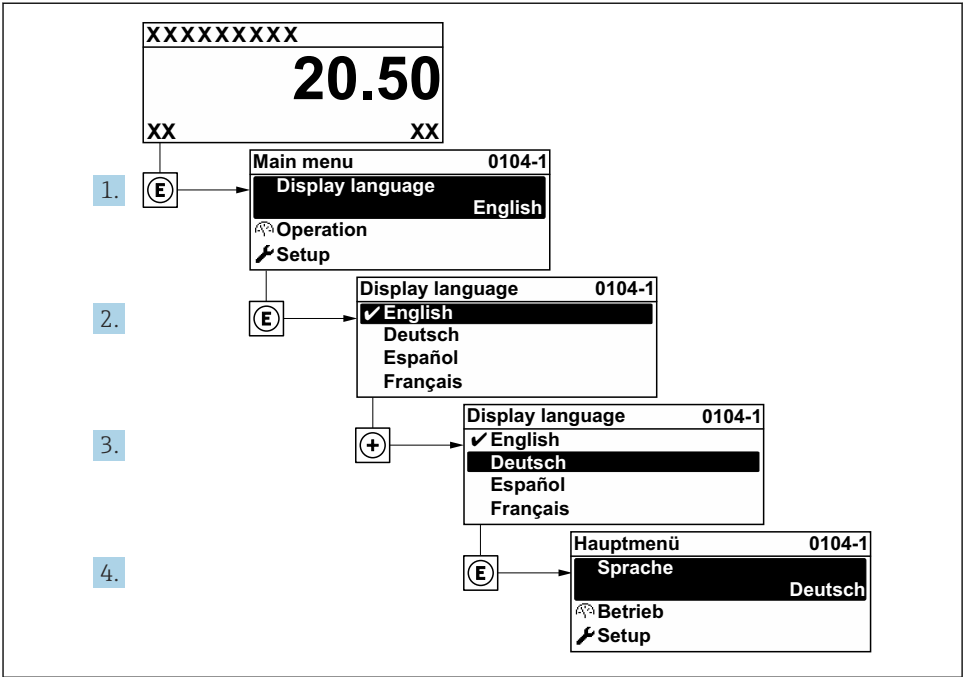 XXXXXXXXX
20.50
XX XX
Main menu 0104-1
1. E Display language
English
Operation
Setup
Display language 0104-1
2. E ✔ English
Deutsch
Español
Français
Display language 0104-1
3. + ✔ English
Deutsch
Español
Français
Hauptmenü 0104-1
4. E Sprache
Deutsch
Betrieb
Setup